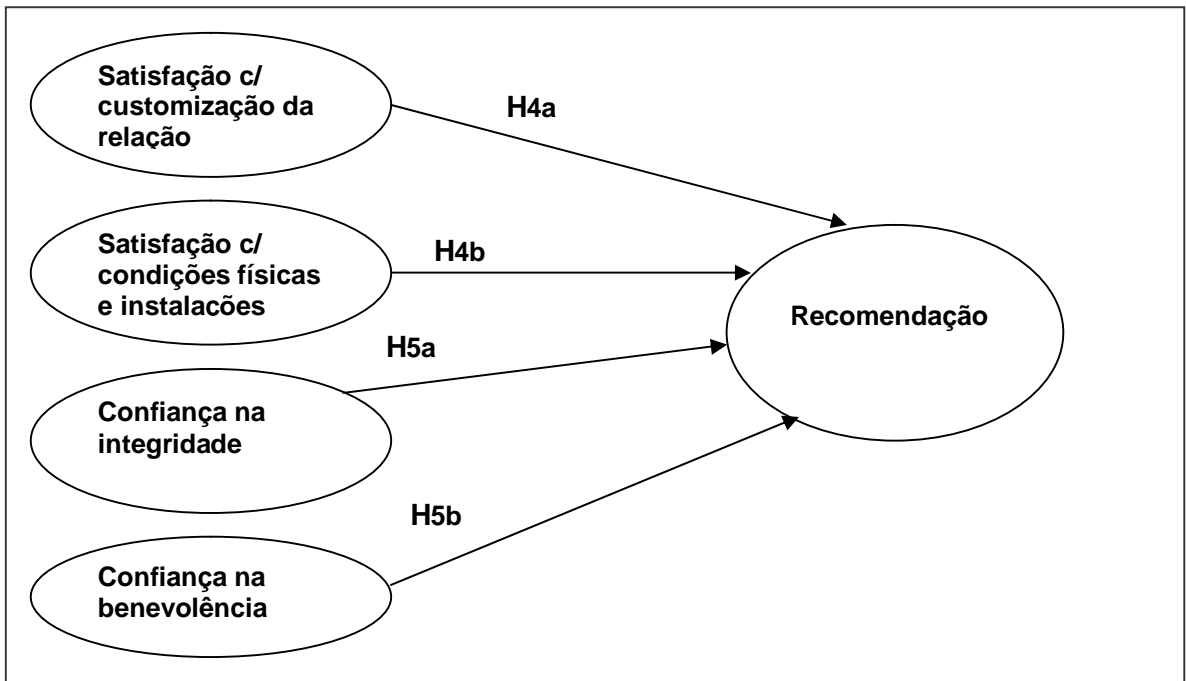 Satisfação c/
customização da
relação
H4a
Satisfação c/
condições físicas
e instalações
H4b
Recomendação
H5a
Confiança na
integridade
H5b
Confiança na
benevolência